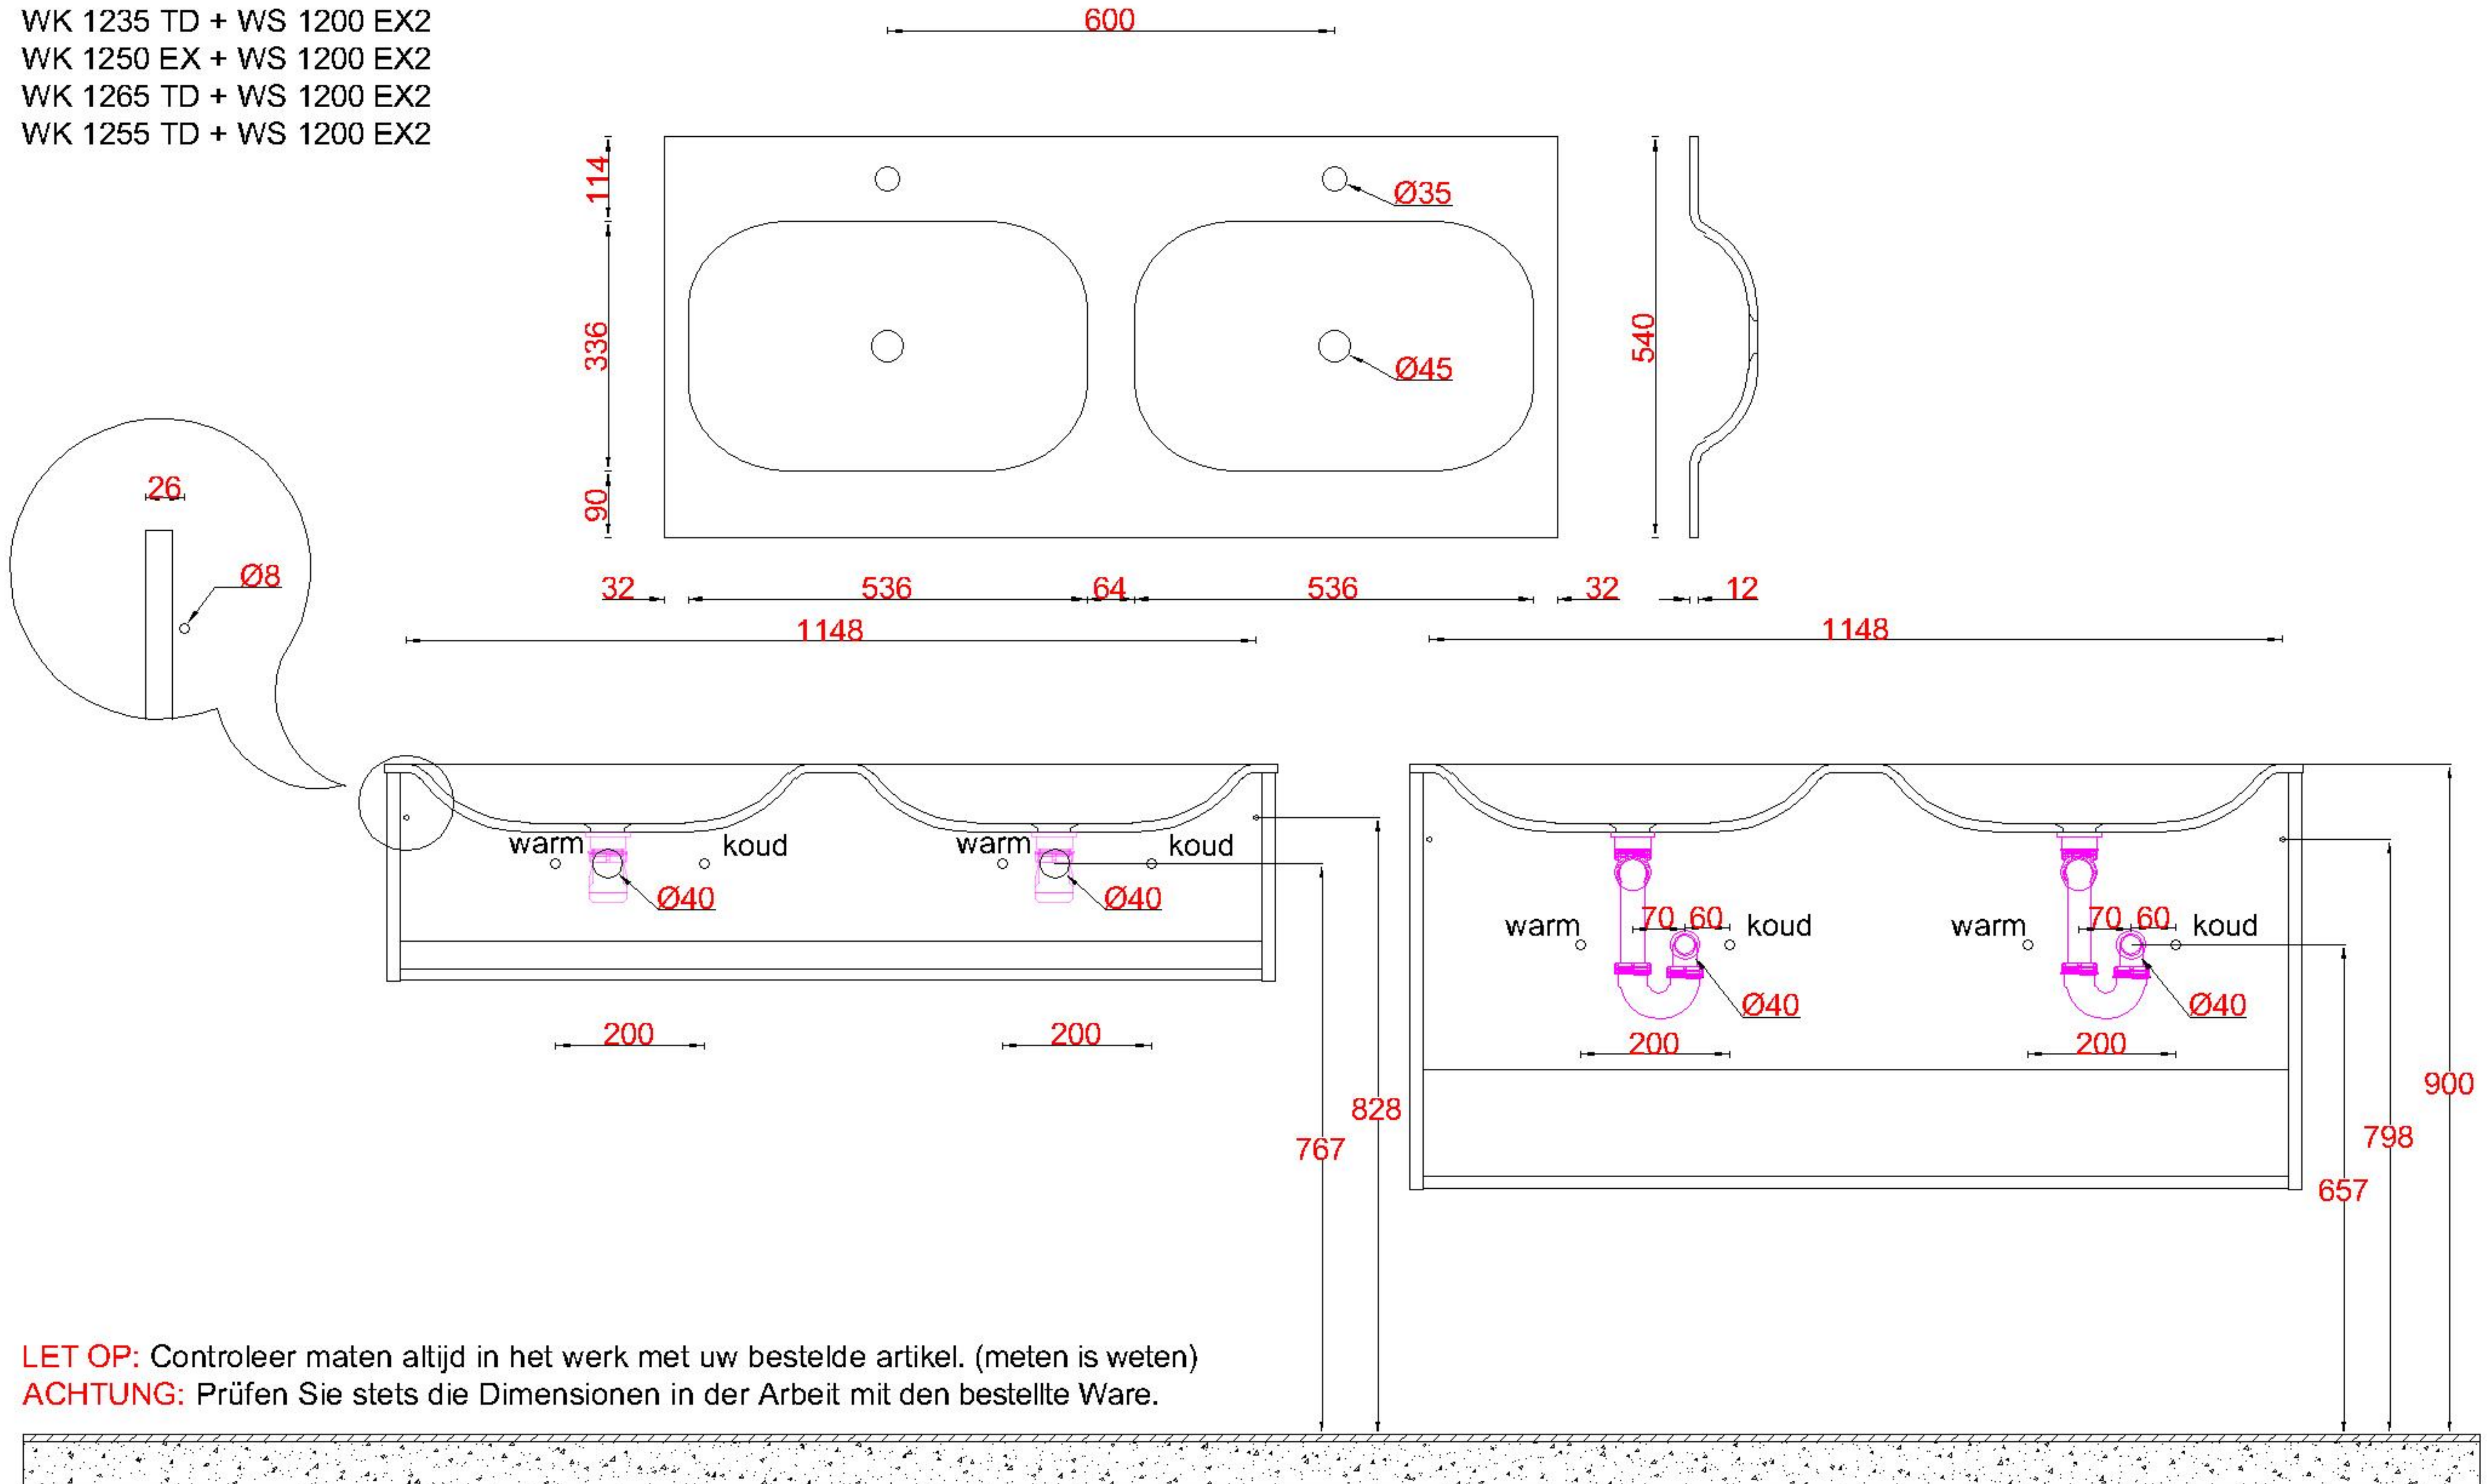 WK 1235 TD + WS 1200 EX2
WK 1250 EX + WS 1200 EX2
WK 1265 TD + WS 1200 EX2
WK 1255 TD + WS 1200 EX2
600
114
Ø35
336
Ø45
540
90
32
536
64
536
32
12
26
Ø8
1148
1148
warm
koud
warm
koud
Ø40
Ø40
200
200
warm
70
60
koud
warm
70
60
koud
Ø40
Ø40
200
200
900
828
798
767
657
LET OP: Controleer maten altijd in het werk met uw bestelde artikel. (meten is weten)
ACHTUNG: Prüfen Sie stets die Dimensionen in der Arbeit mit den bestellte Ware.